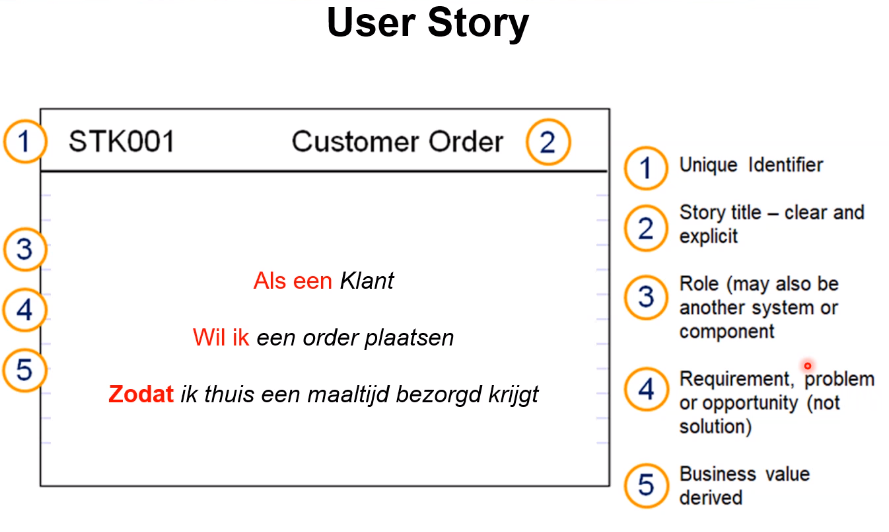 User Story
1 STK001 Customer Order 2
3
Als een Klant
4
Wil ik een order plaatsen
5
Zodat ik thuis een maaltijd bezorgd krijgt
1 Unique Identifier
2 Story title – clear and
explicit
3 Role (may also be
another system or
component
4 Requirement, problem
or opportunity (not
solution)
5 Business value
derived